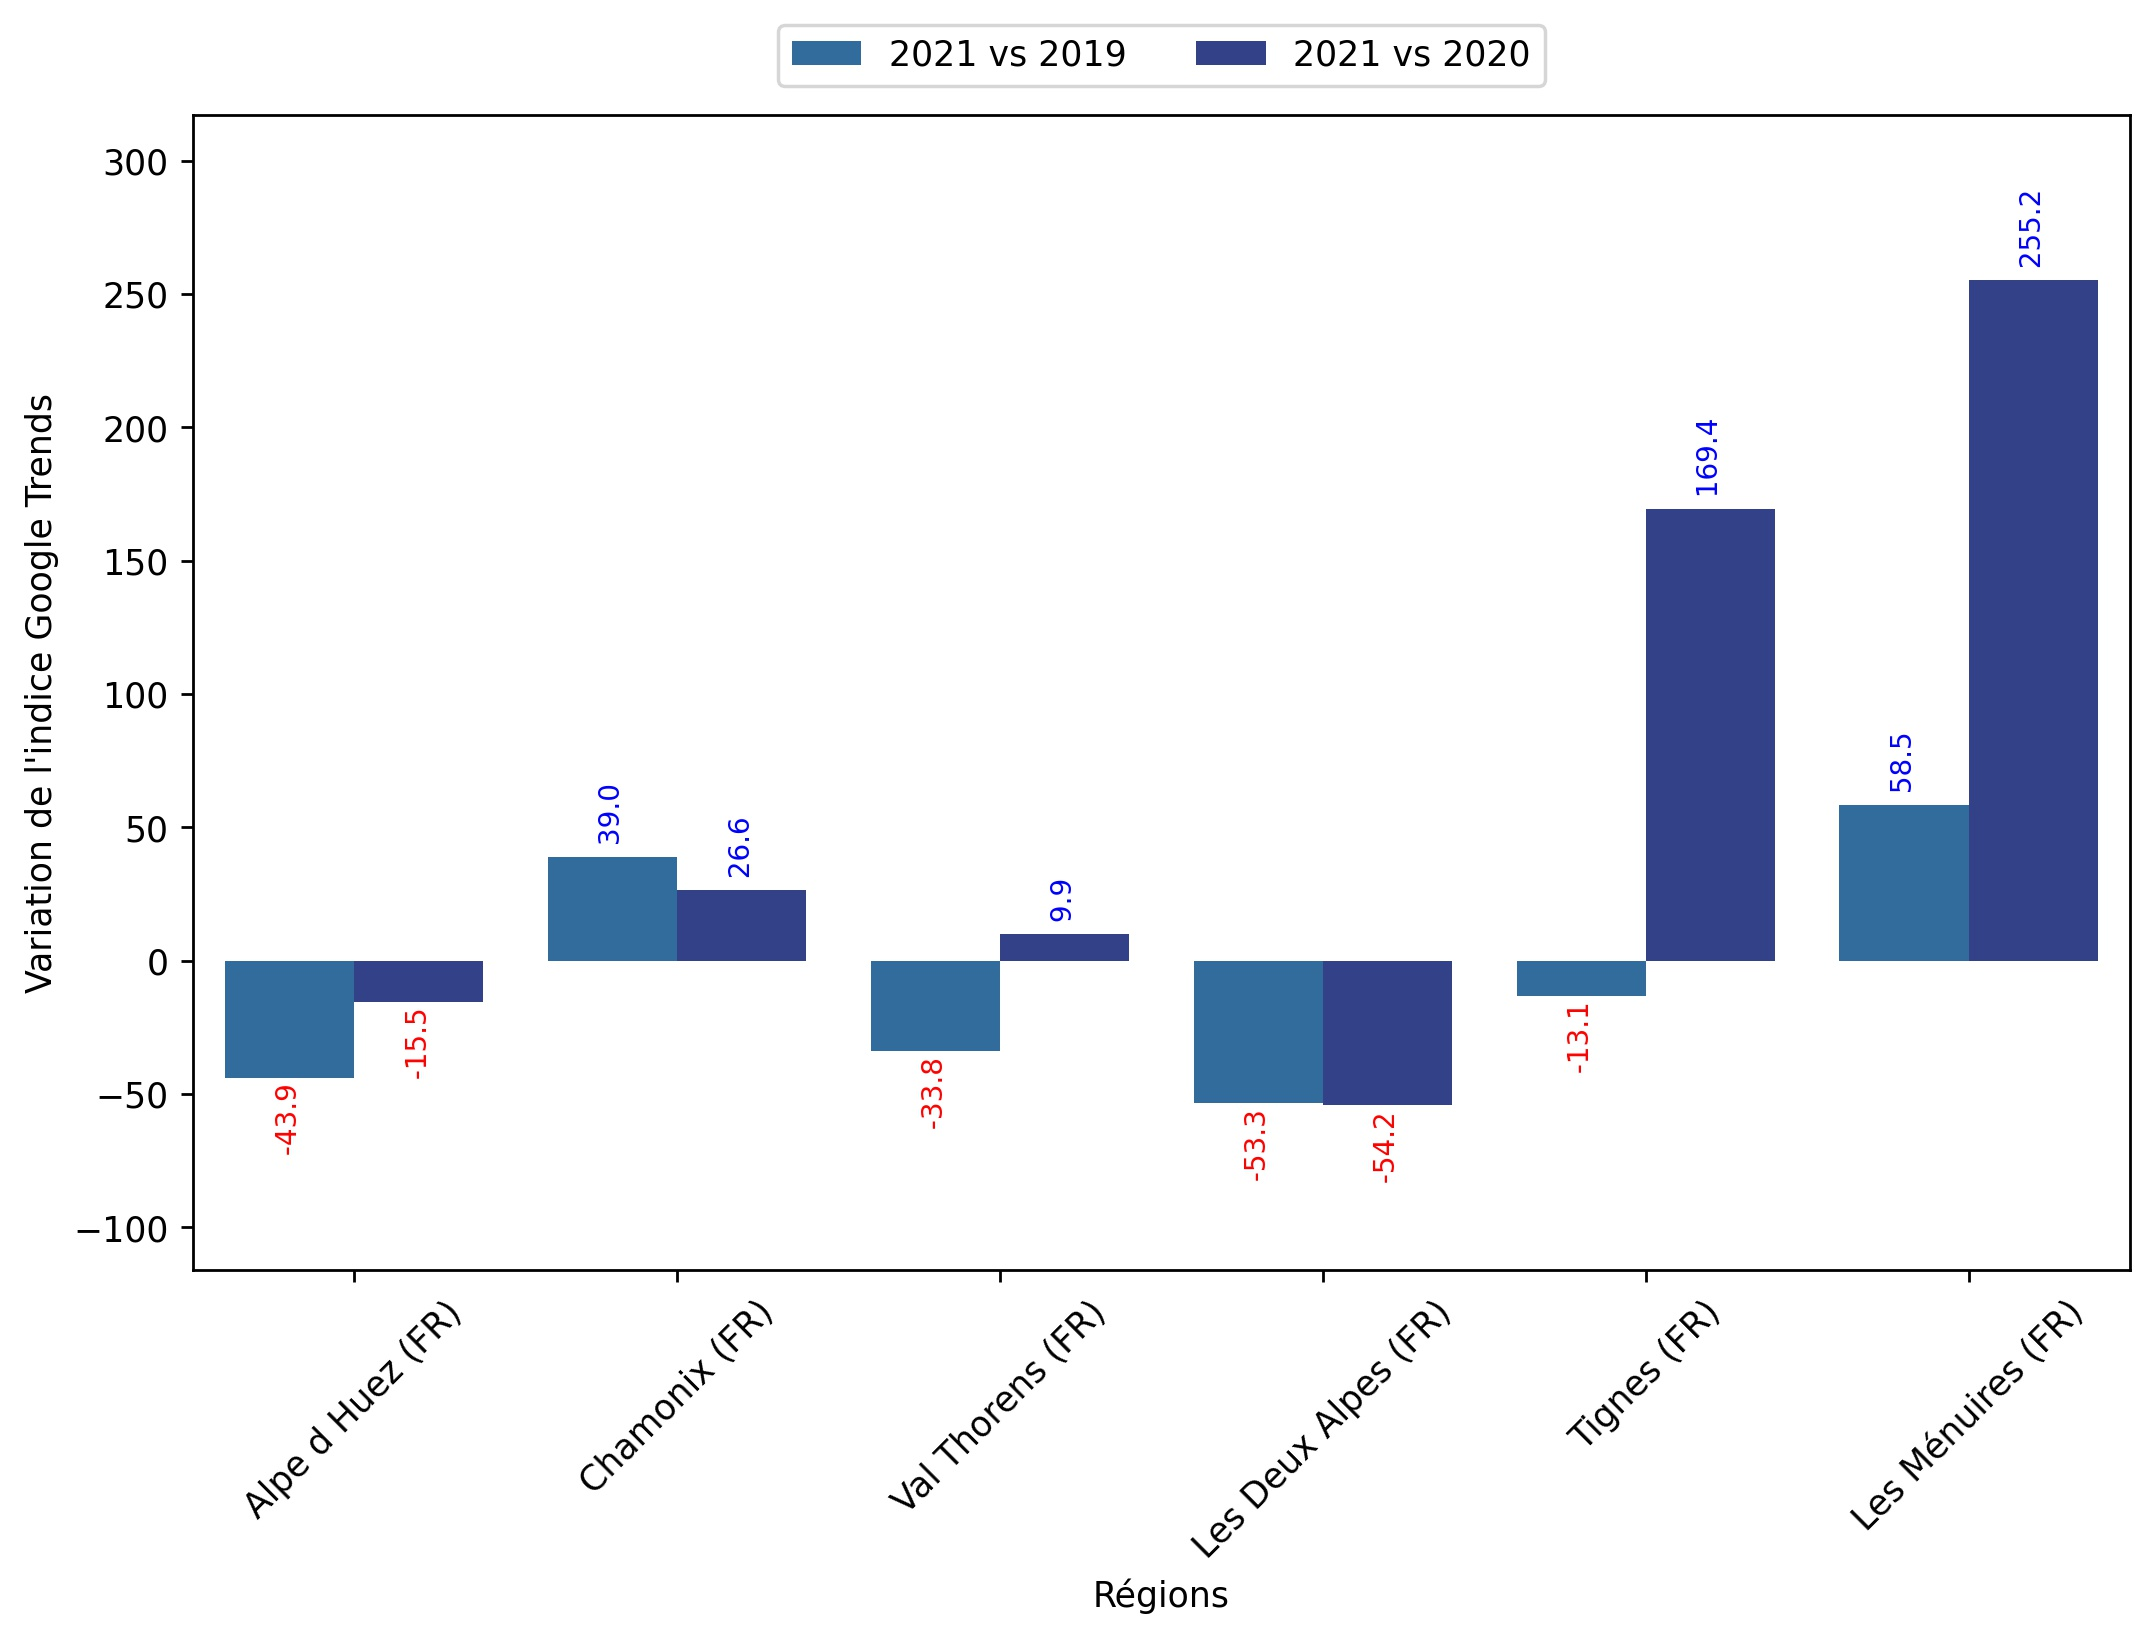 2021 vs 2019 2021 vs 2020
Variation de l'indice Google Trends
300
250
200
150
100
50
0
−50
−100
-43.9
-15.5
39.0
26.6
-33.8
9.9
-53.3
-54.2
-13.1
169.4
58.5
255.2
Alpe d Huez (FR)
Chamonix (FR)
Val Thorens (FR)
Les Deux Alpes (FR)
Tignes (FR)
Les Ménuires (FR)
Régions